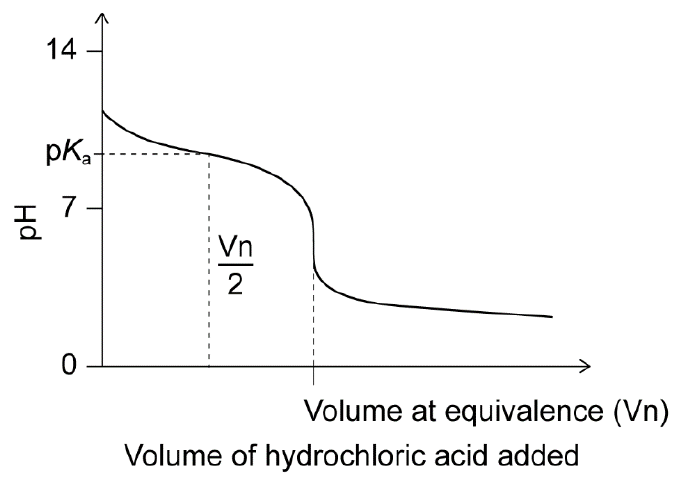 14
pKa
7
pH
Vn
2
0
Volume at equivalence (Vn)
Volume of hydrochloric acid added